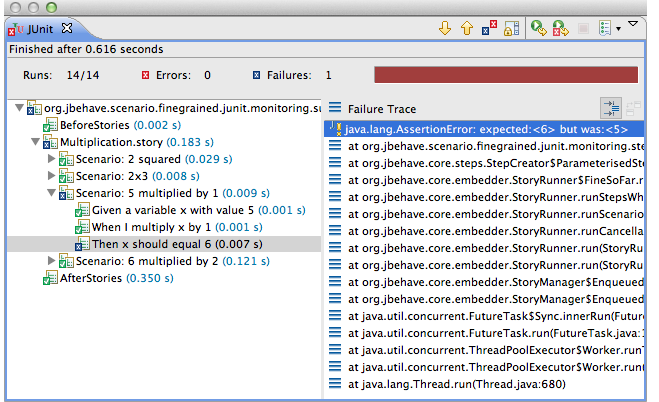 JUnit
Finished after 0.616 seconds
Runs: 14/14 Errors: 0 Failures: 1
org.jbehave.scenario.finegrained.junit.monitoring.su
BeforeStories (0.002 s)
Multiplication.story (0.183 s)
Scenario: 2 squared (0.029 s)
Scenario: 2x3 (0.008 s)
Scenario: 5 multiplied by 1 (0.009 s)
Given a variable x with value 5 (0.001 s)
When I multiply x by 1 (0.001 s)
Then x should equal 6 (0.007 s)
Scenario: 6 multiplied by 2 (0.121 s)
AfterStories (0.350 s)
Failure Trace
java.lang.AssertionError: expected:<6> but was:<5>
at org.jbehave.scenario.finegrained.junit.monitoring.ste
at org.jbehave.core.steps.StepCreator$ParameterisedSte
at org.jbehave.core.embedder.StoryRunner$FineSoFar.r
at org.jbehave.core.embedder.StoryRunner.runStepsWh
at org.jbehave.core.embedder.StoryRunner.runScenario
at org.jbehave.core.embedder.StoryRunner.runCancella
at org.jbehave.core.embedder.StoryRunner.run(StoryRu
at org.jbehave.core.embedder.StoryRunner.run(StoryRu
at org.jbehave.core.embedder.StoryManager$Enqueued
at org.jbehave.core.embedder.StoryManager$Enqueued
at java.util.concurrent.FutureTask$Sync.innerRun(Futur
at java.util.concurrent.FutureTask.run(FutureTask.java:1
at java.util.concurrent.ThreadPoolExecutor$Worker.runT
at java.util.concurrent.ThreadPoolExecutor$Worker.run(
at java.lang.Thread.run(Thread.java:680)